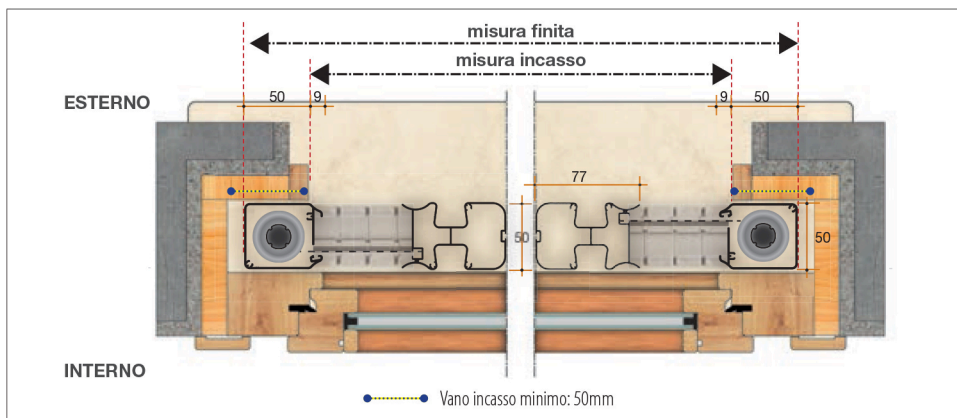 misura finita
misura incasso
ESTERNO
50
9
9
50
77
50
50
INTERNO
Vano incasso minimo: 50mm